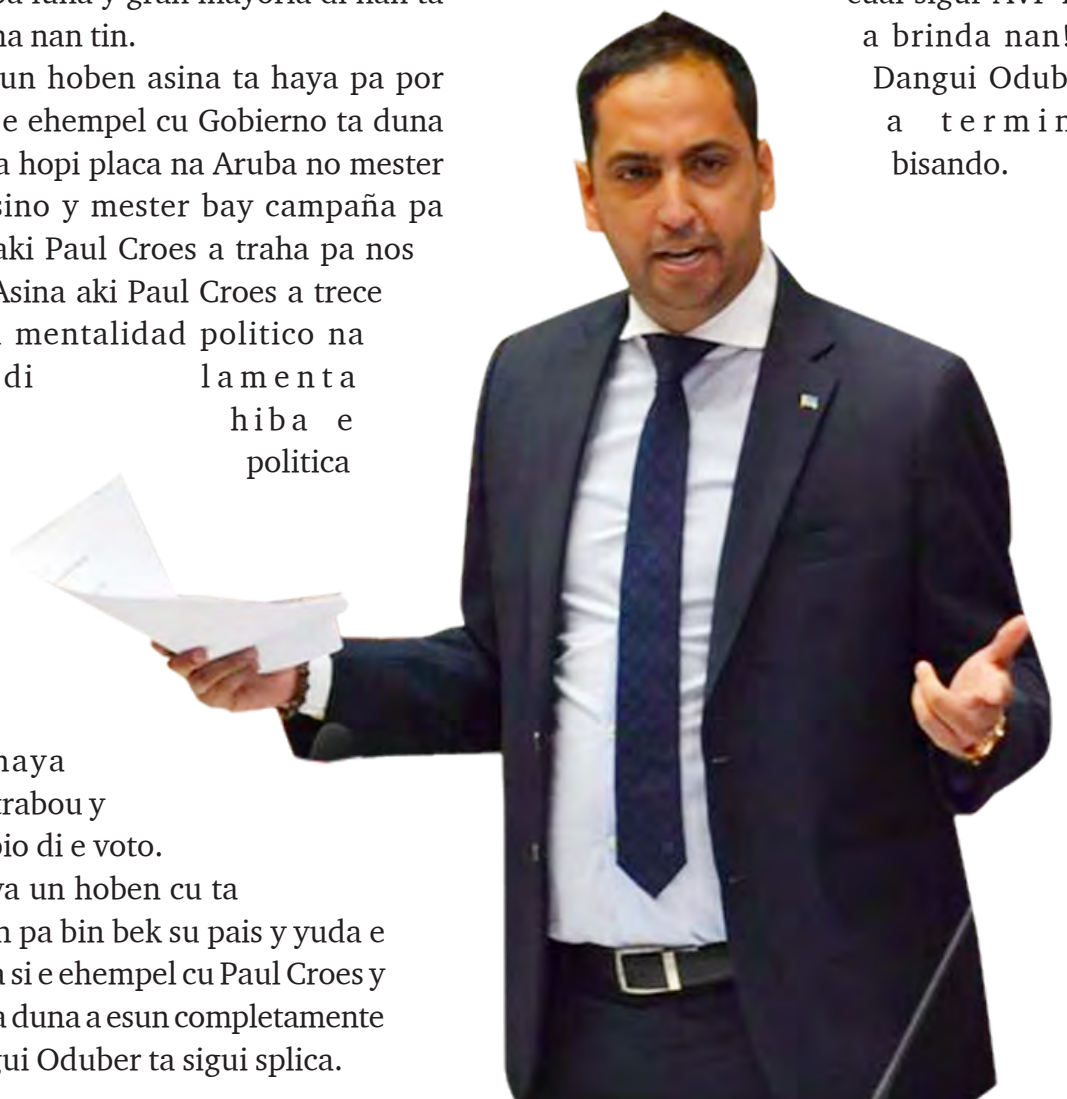 na nan tin.
un hoben asina ta haya pa por
e ehempel cu Gobierno ta duna
a hopi placa na Aruba no mester
sino y mester bay campaña pa
aki Paul Croes a traha pa nos
Asina aki Paul Croes a trece
mentalidad politico na
di lamenta
hiba e
politica
haya
trabou y
bio di e voto.
va un hoben cu ta
n pa bin bek su pais y yuda e
a si e ehempel cu Paul Croes y
a duna a esun completamente
gui Oduber ta sigui splica.
a brinda nan!
Dangui Odub
a termin
bisando.